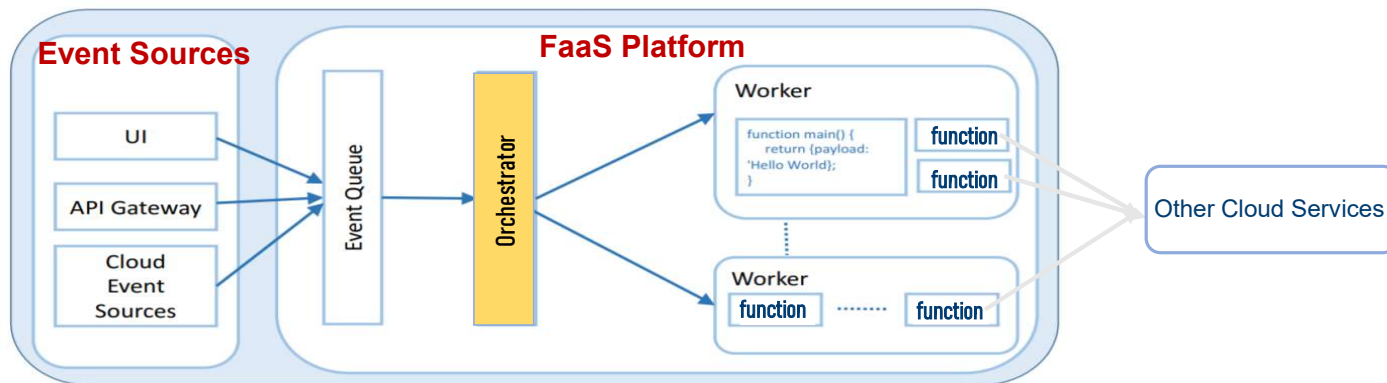 Event Sources
FaaS Platform
UI
API Gateway
Cloud
Event
Sources
Event Queue
Orchestrator
Worker
function main() {
return {payload:
'Hello World};
}
function
function
Worker
function
function
Other Cloud Services